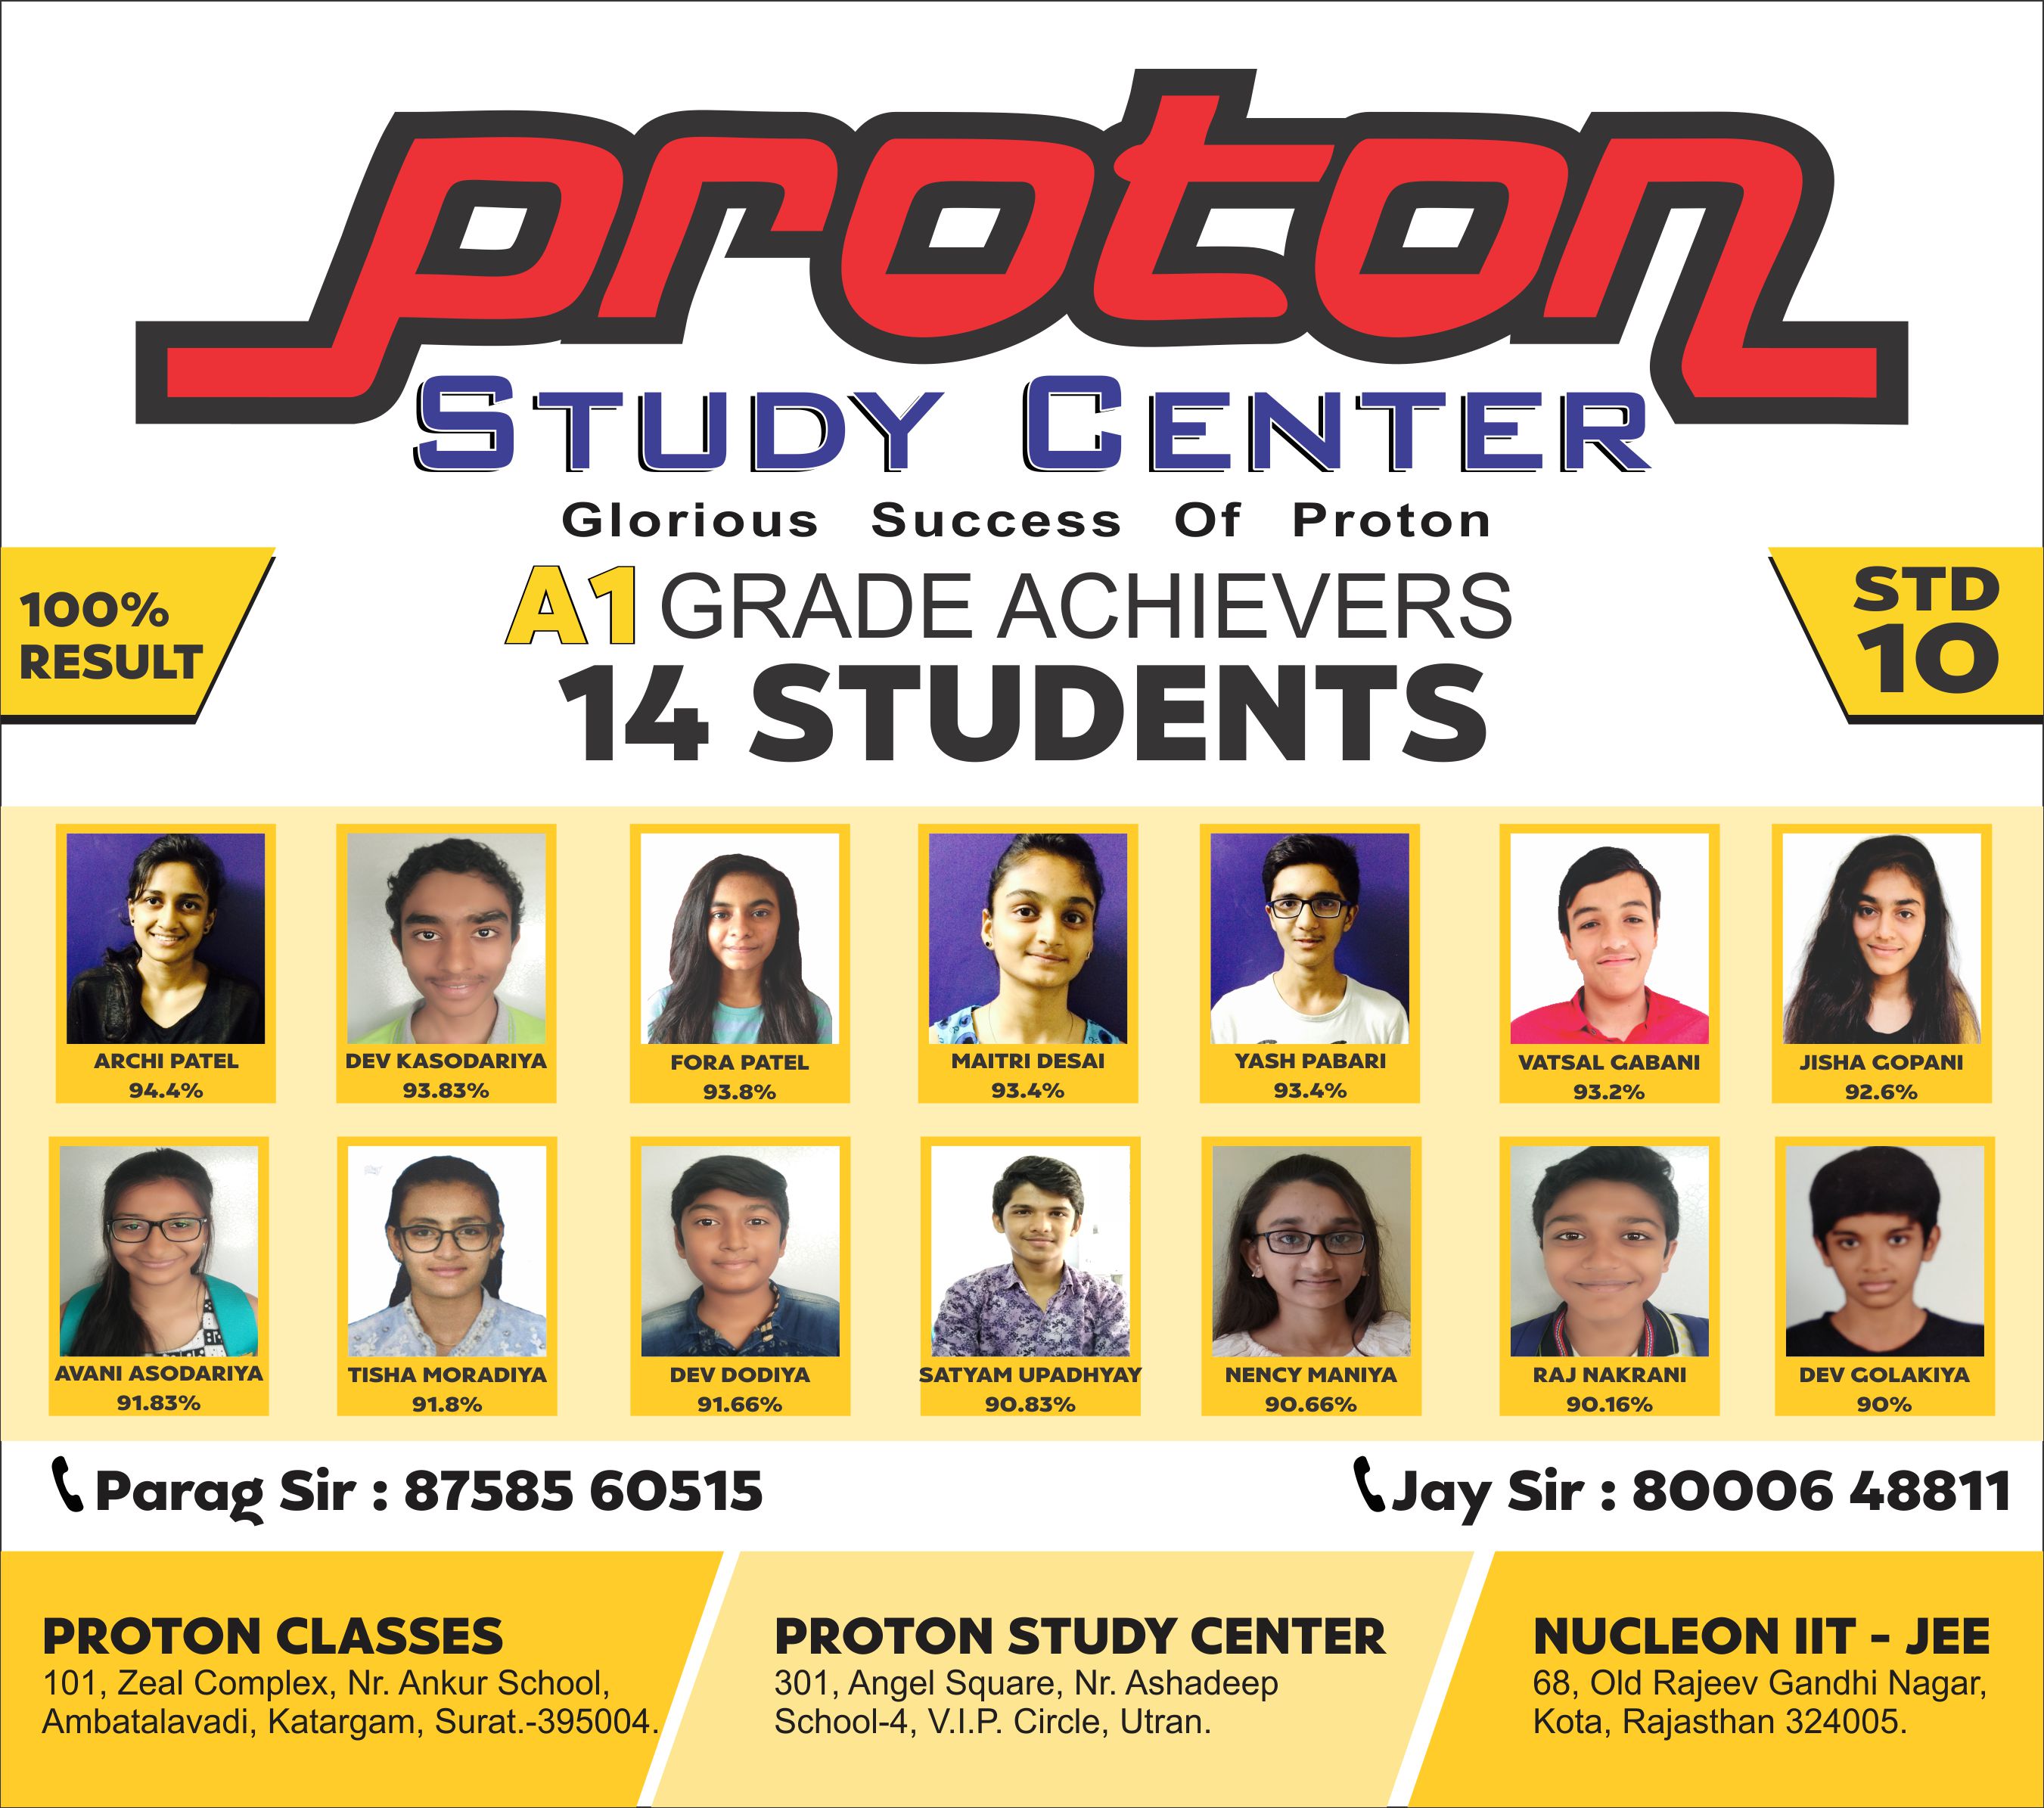 proton
STUDY CENTER
Glorious Success Of Proton
100%
RESULT
A1 GRADE ACHIEVERS
14 STUDENTS
STD
10
ARCHI PATEL
94.4%
DEV KASODARIYA
93.83%
FORA PATEL
93.8%
MAITRI DESAI
93.4%
YASH PABARI
93.4%
VATSAL GABANI
93.2%
JISHA GOPANI
92.6%
AVANI ASODARIYA
91.83%
TISHA MORADIYA
91.8%
DEV DODIYA
91.66%
SATYAM UPADHYAY
90.83%
NENCY MANIYA
90.66%
RAJ NAKRANI
90.16%
DEV GOLAKIYA
90%
Parag Sir : 87585 60515
Jay Sir : 80006 48811
PROTON CLASSES
101, Zeal Complex, Nr. Ankur School,
Ambatalavadi, Katargam, Surat.-395004.
PROTON STUDY CENTER
301, Angel Square, Nr. Ashadeep
School-4, V.I.P. Circle, Utran.
NUCLEON IIT - JEE
68, Old Rajeev Gandhi Nagar,
Kota, Rajasthan 324005.